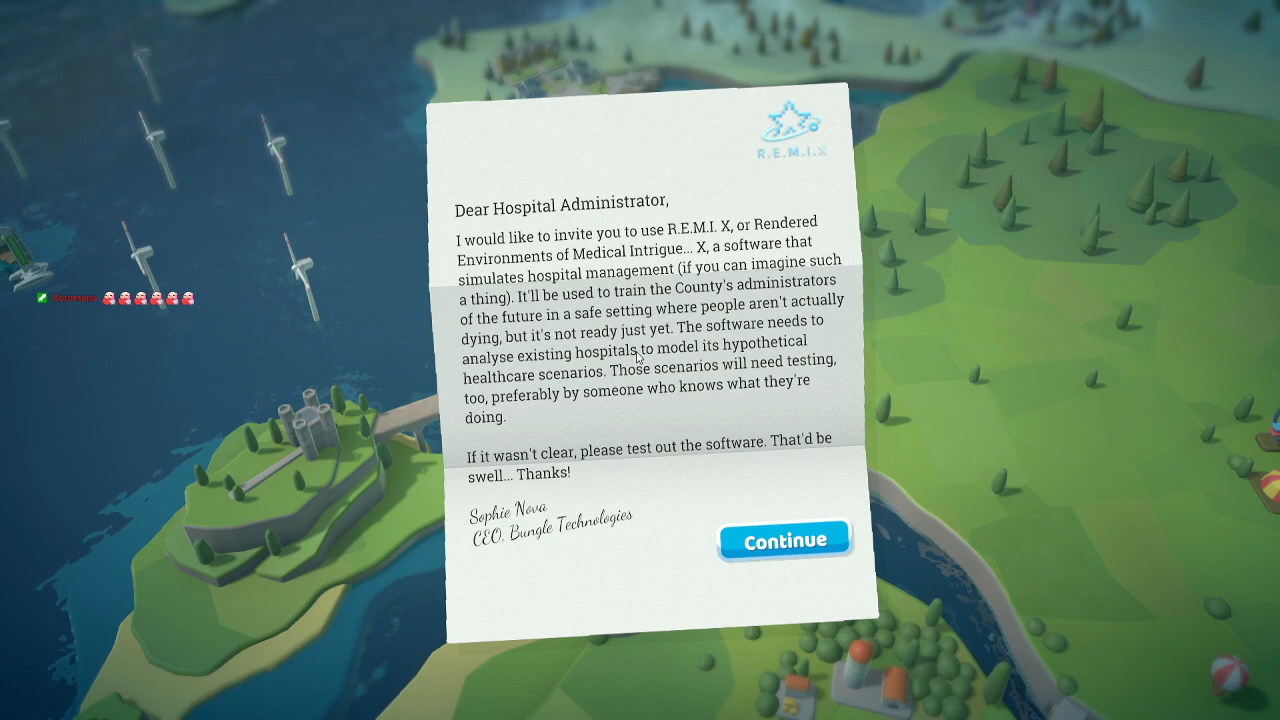 R.E.M.I.X
Dear Hospital Administrator,
I would like to invite you to use R.E.M.I. X, or Rendered
Environments of Medical Intrigue... X, a software that
simulates hospital management (if you can imagine such
a thing). It'll be used to train the County's administrators
of the future in a safe setting where people aren't actually
dying, but it's not ready just yet. The software needs to
analyse existing hospitals to model its hypothetical
healthcare scenarios. Those scenarios will need testing,
too, preferably by someone who knows what they're
doing.
If it wasn't clear, please test out the software. That'd be
swell... Thanks!
Sophie Nova
CEO, Bungle Technologies
Continue